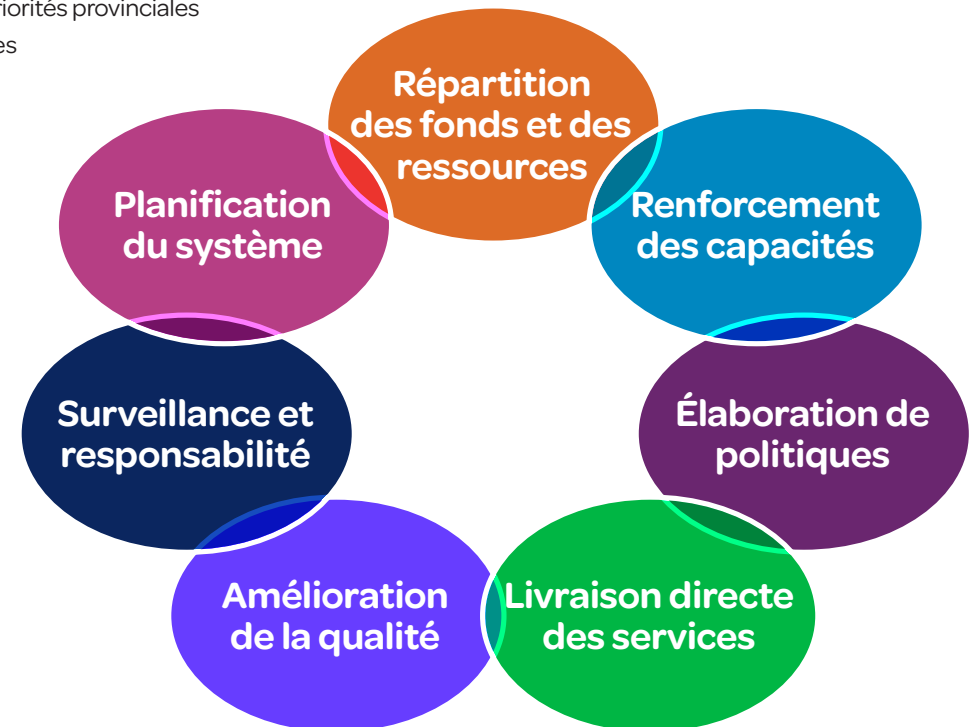 riorités provinciales
es
Répartition
des fonds et des
ressources
Planification
du système
Renforcement
des capacités
Surveillance et
responsabilité
Élaboration de
politiques
Amélioration
de la qualité
Livraison directe
des services